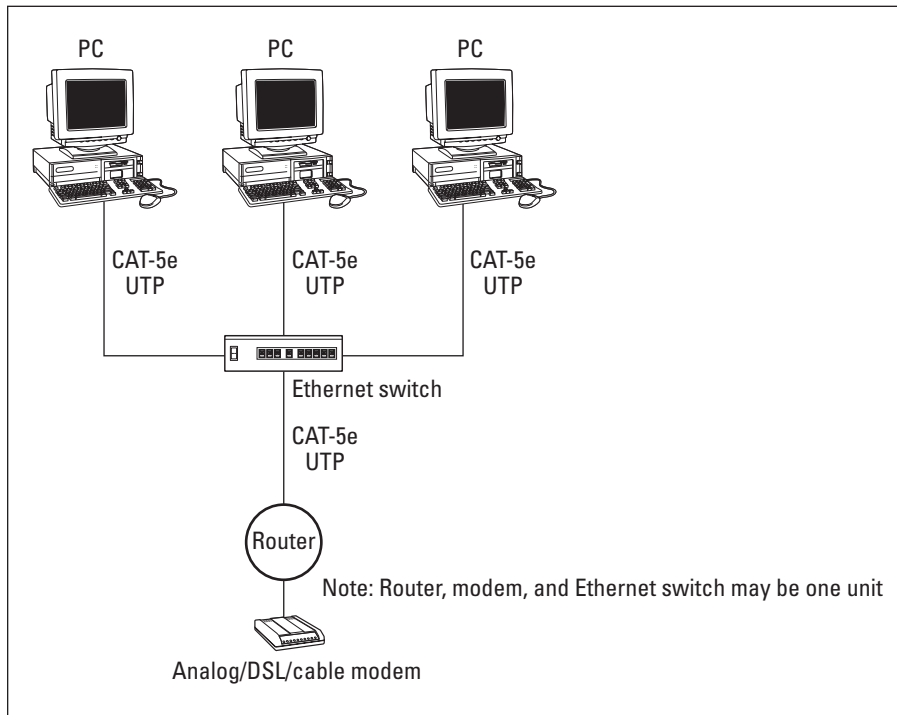 PC
PC
PC
CAT-5e
UTP
CAT-5e
UTP
CAT-5e
UTP
Ethernet switch
CAT-5e
UTP
Router
Note: Router, modem, and Ethernet switch may be one unit
Analog/DSL/cable modem